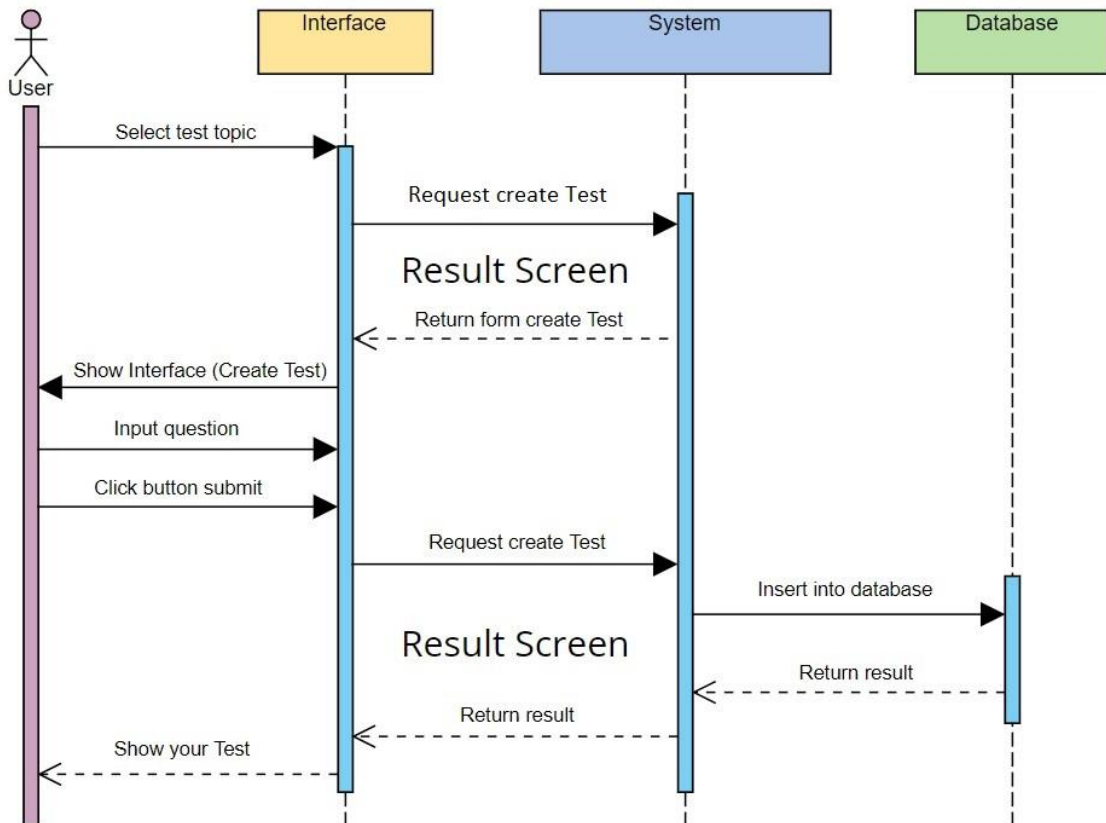 Interface
System
Database
User
Select test topic
Request create Test
Result Screen
Return form create Test
Show Interface (Create Test)
Input question
Click button submit
Request create Test
Insert into database
Result Screen
Return result
Return result
Show your Test